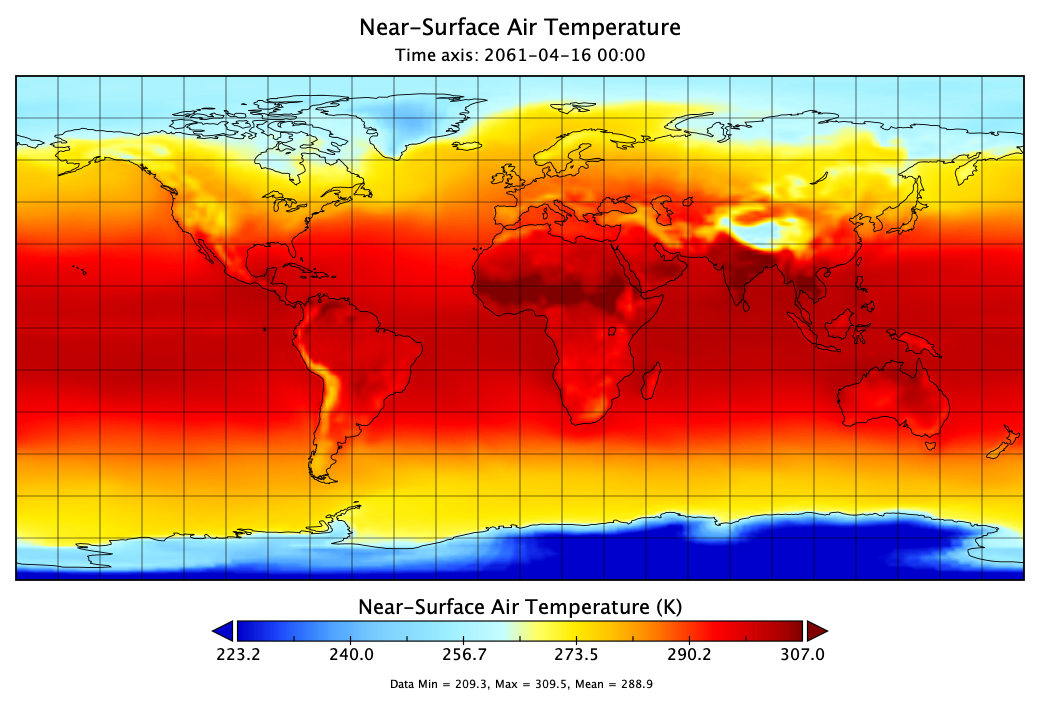 Near-Surface Air Temperature
Time axis: 2061-04-16 00:00
Near-Surface Air Temperature (K)
223.2 240.0 256.7 273.5 290.2 307.0
Data Min = 209.3, Max = 309.5, Mean = 288.9